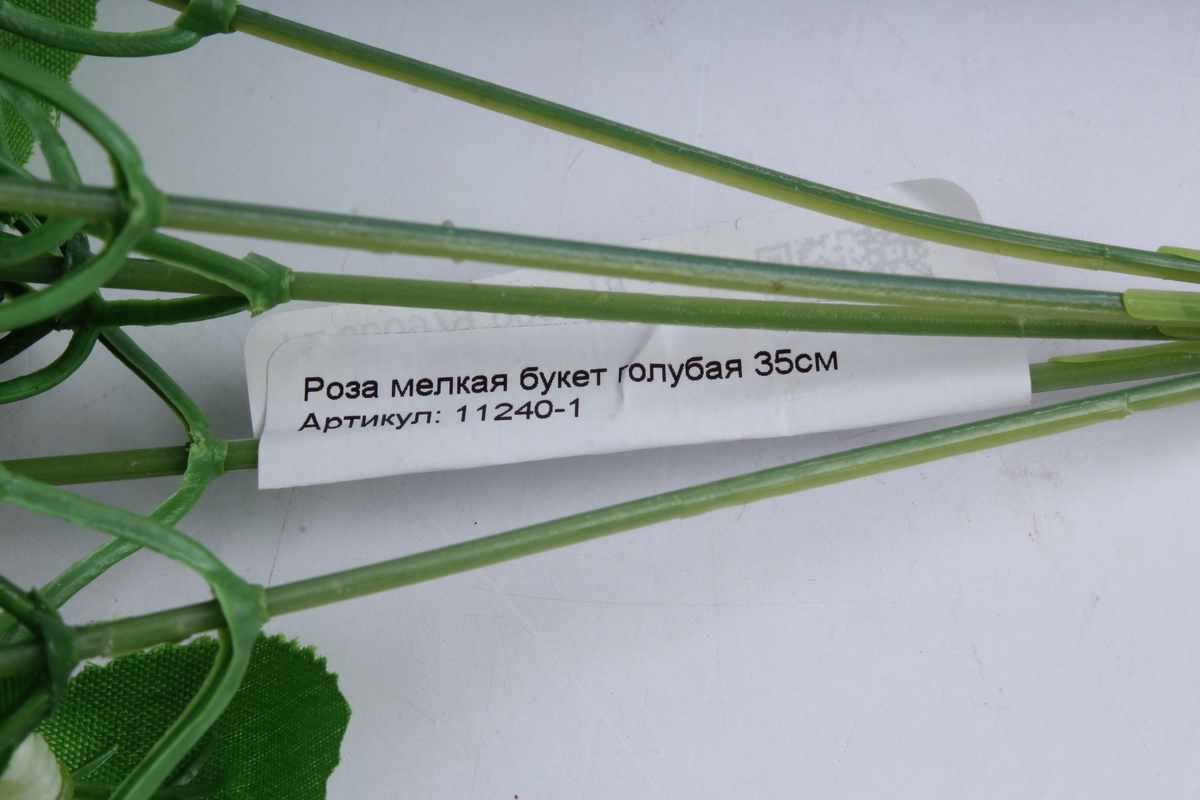 Роза мелкая букет голубая 35см
Артикул: 11240-1